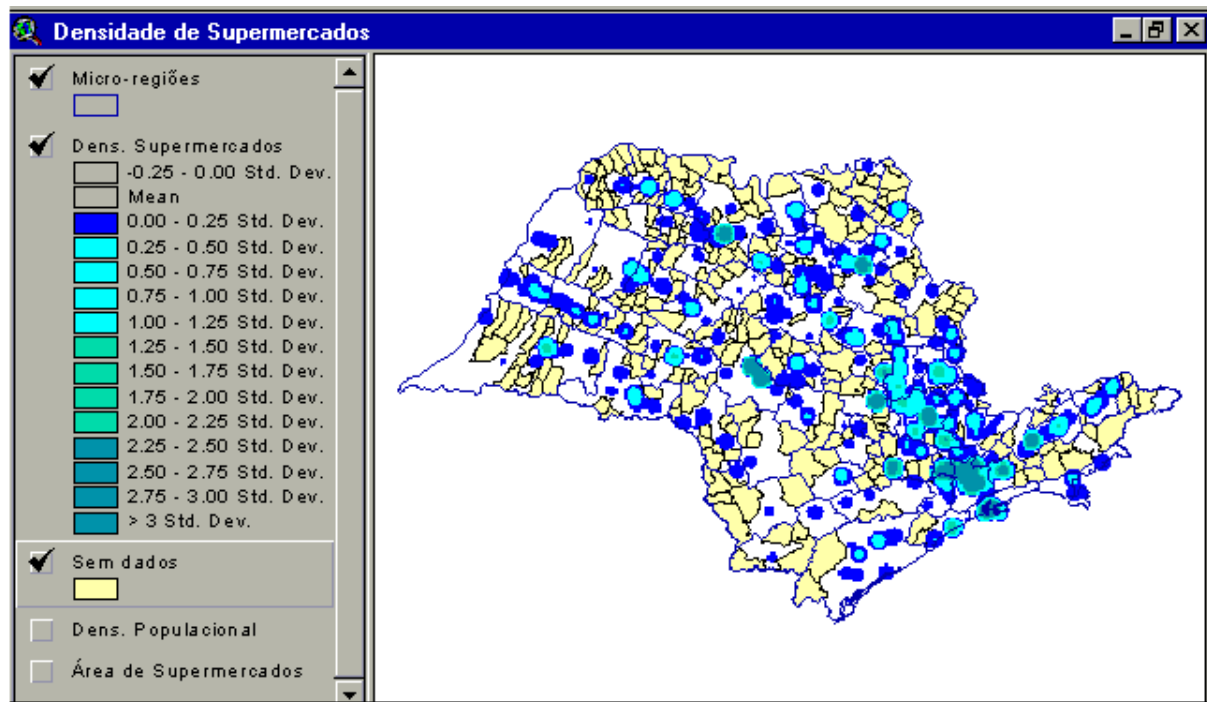 Densidade de Supermercados
Micro-regiões
Dens. Supermercados
-0.25 - 0.00 Std. Dev.
Mean
0.00 - 0.25 Std. Dev.
0.25 - 0.50 Std. Dev.
0.50 - 0.75 Std. Dev.
0.75 - 1.00 Std. Dev.
1.00 - 1.25 Std. Dev.
1.25 - 1.50 Std. Dev.
1.50 - 1.75 Std. Dev.
1.75 - 2.00 Std. Dev.
2.00 - 2.25 Std. Dev.
2.25 - 2.50 Std. Dev.
2.50 - 2.75 Std. Dev.
2.75 - 3.00 Std. Dev.
> 3 Std. Dev.
Sem dados
Dens. Populacional
Área de Supermercados